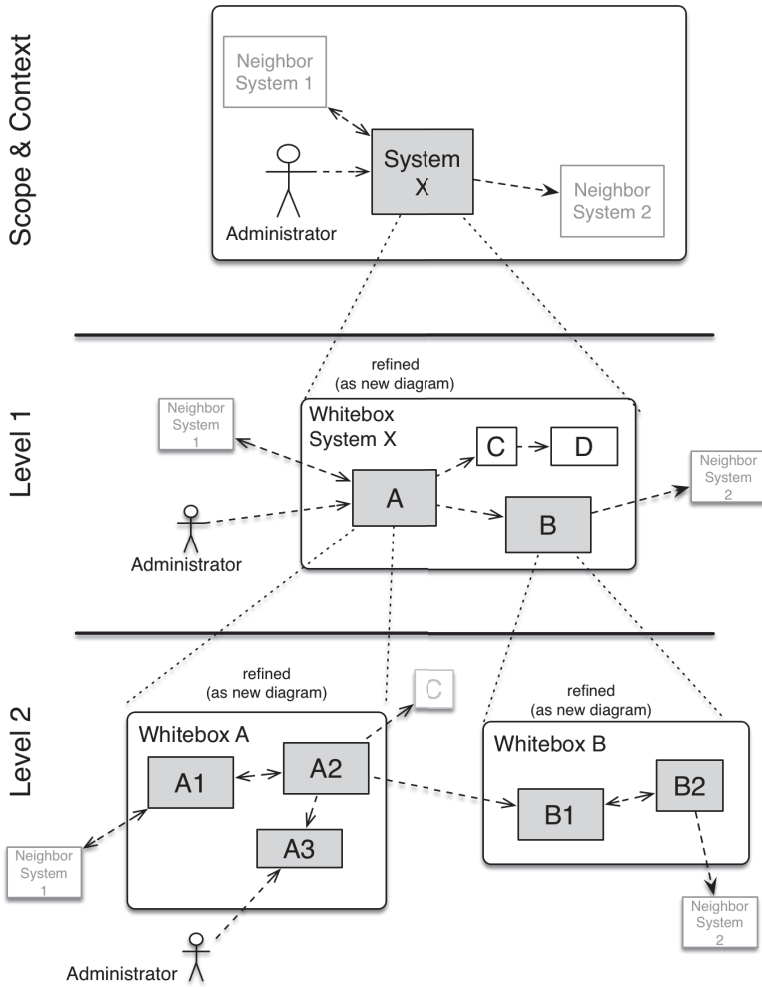 Scope & Context
Neighbor
System 1
System
X
Administrator
Neighbor
System 2
Level 1
refined
(as new diagram)
Neighbor
System
1
Whitebox
System X
C
D
A
B
Neighbor
System
2
Administrator
Level 2
refined
(as new diagram)
C
refined
(as new diagram)
Whitebox A
A1
A2
A3
Whitebox B
B1
B2
Neighbor
System
1
Neighbor
System
2
Administrator